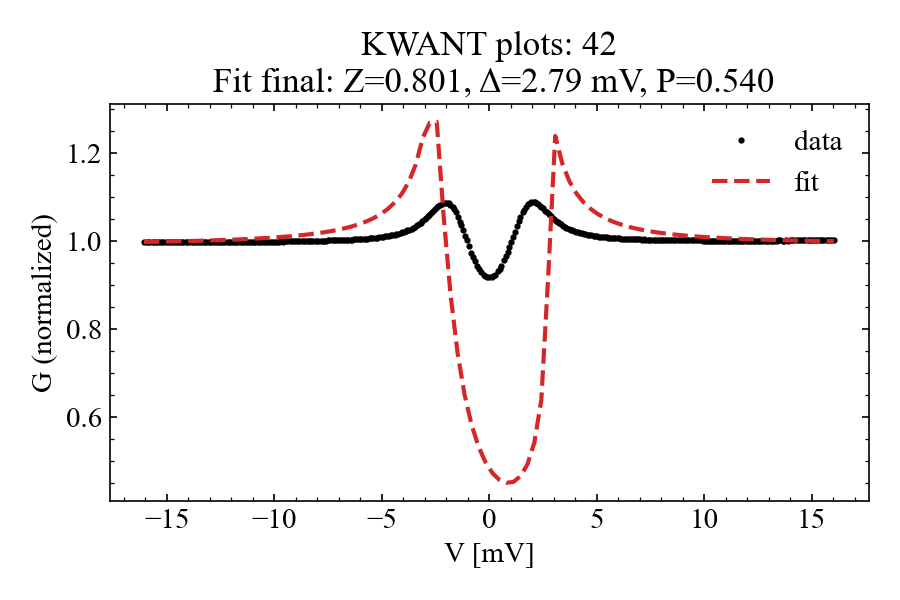 KWANT plots: 42
Fit final: Z=0.801, Δ=2.79 mV, P=0.540
data
fit
G (normalized)
1.2
1.0
0.8
0.6
−15
−10
−5
0
5
10
15
V [mV]